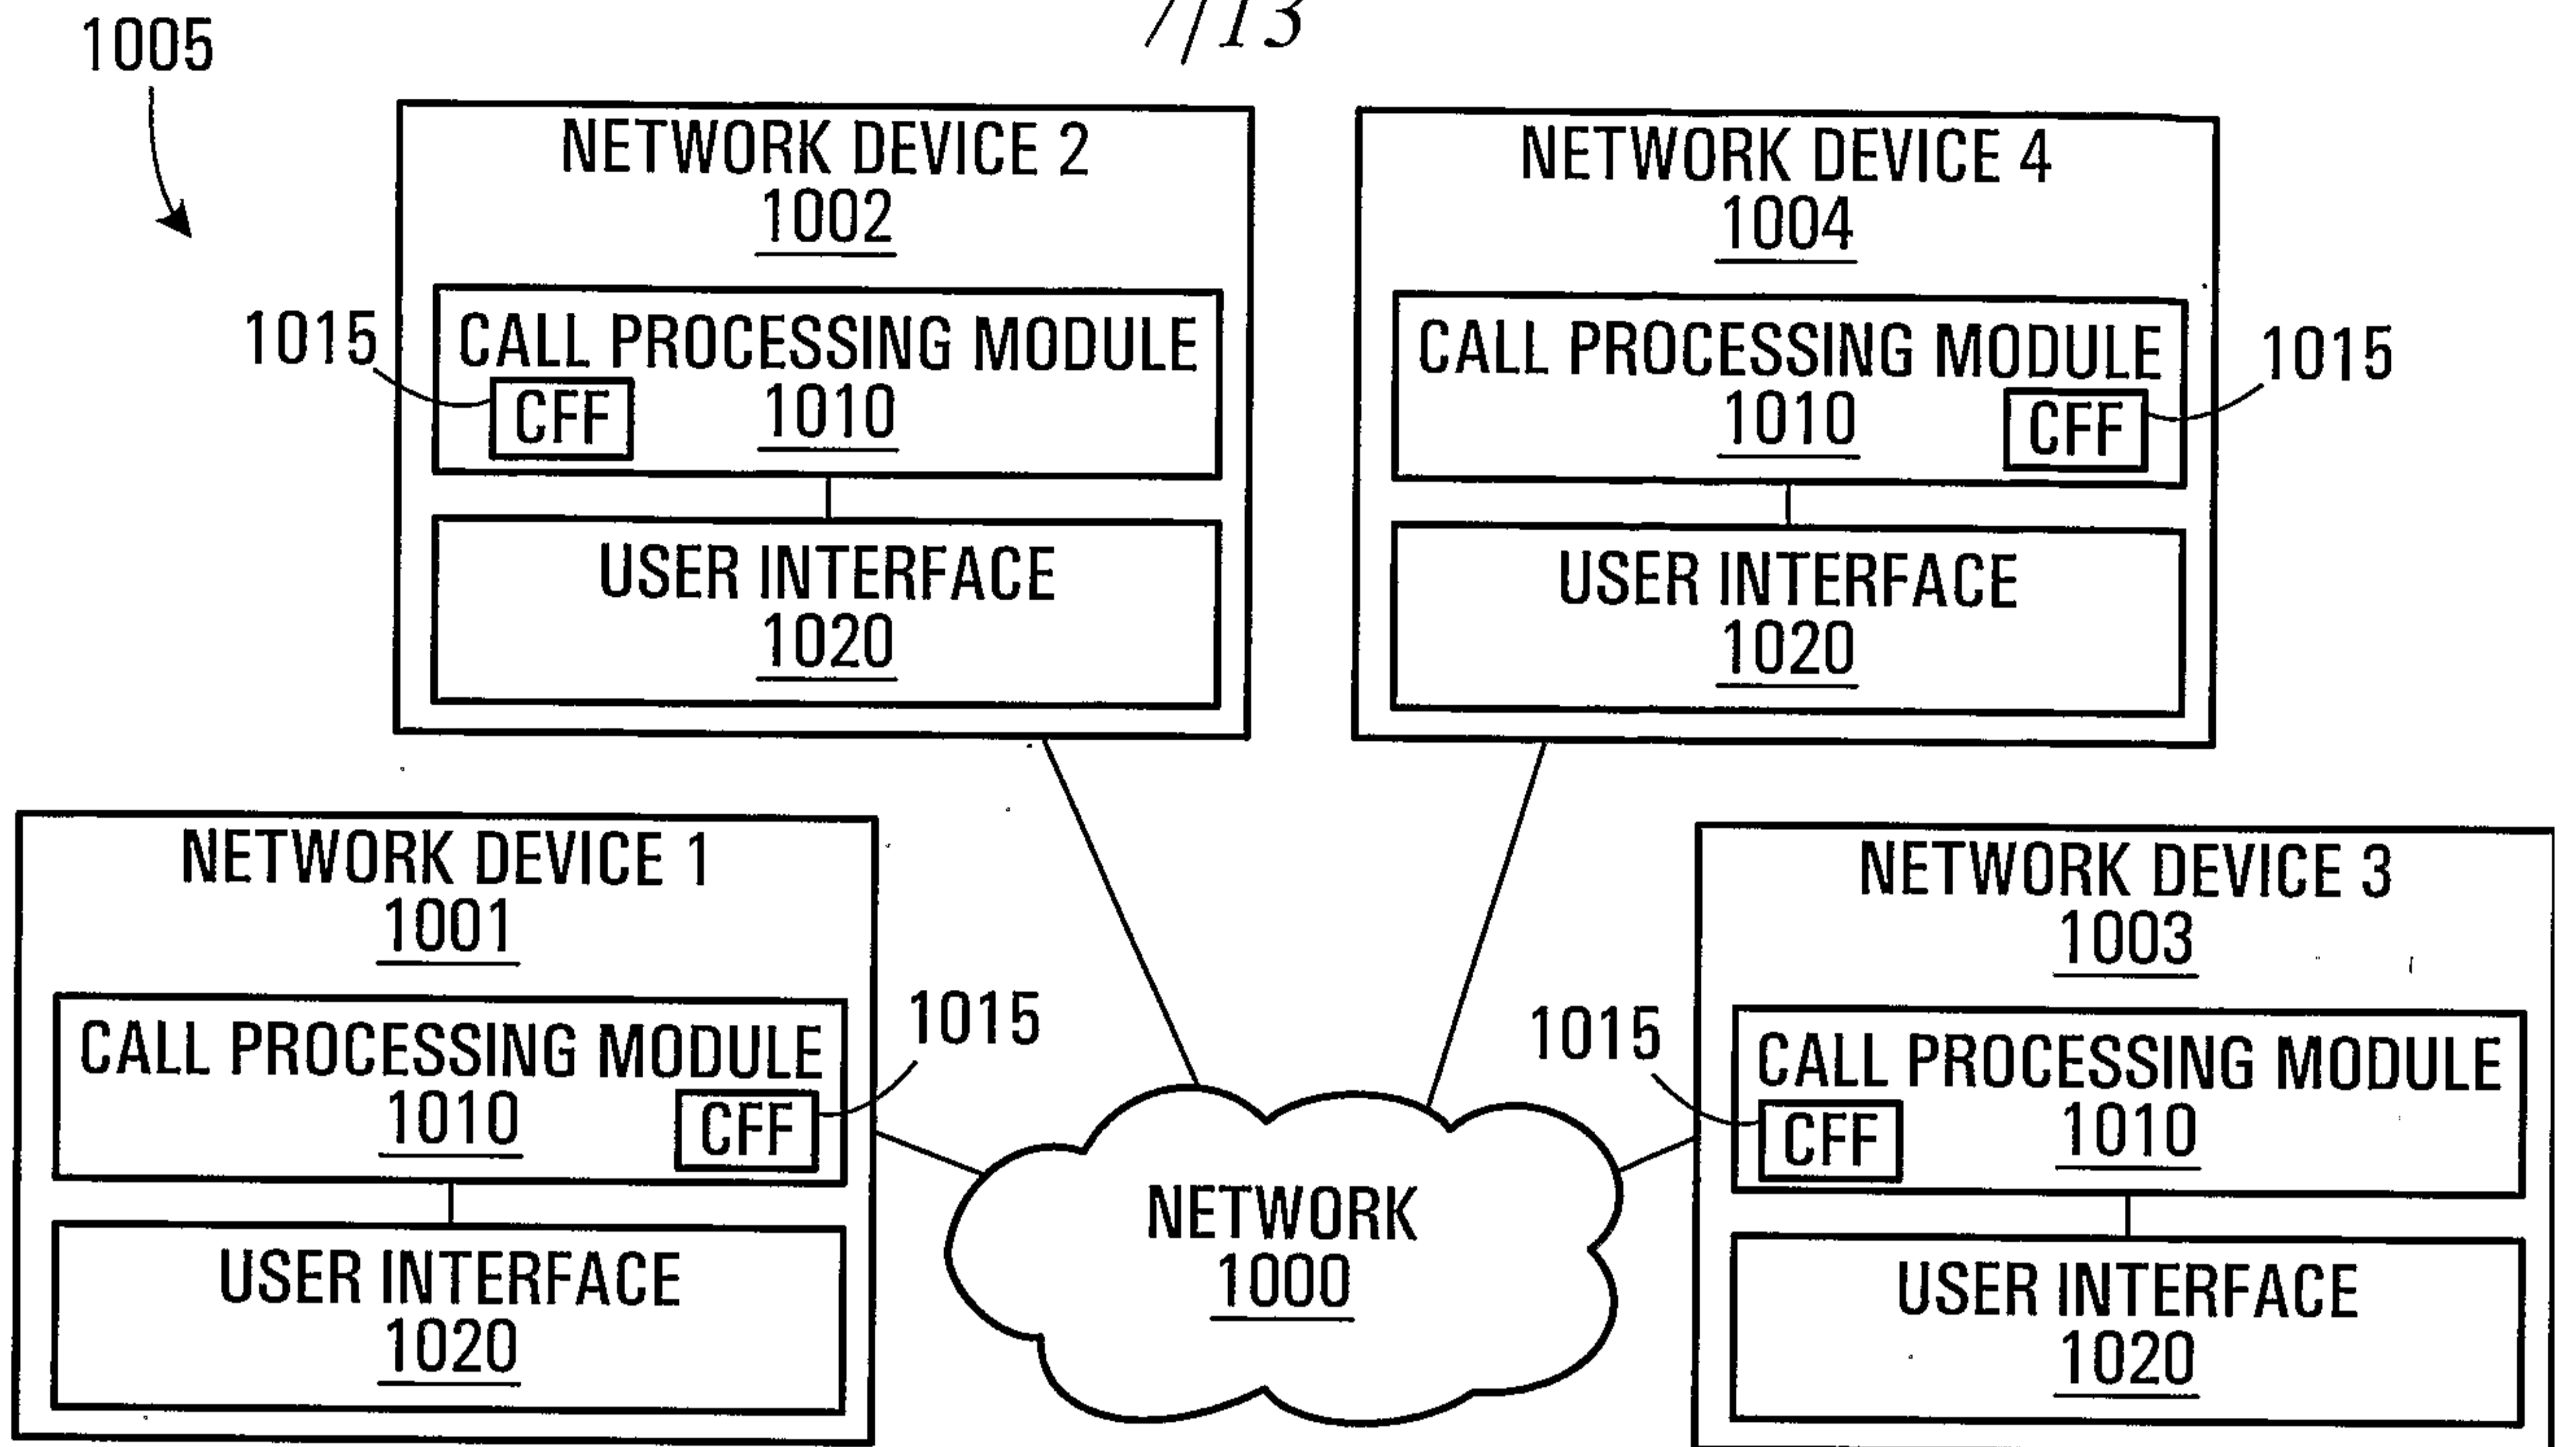 7/13
1005
NETWORK DEVICE 2
1002
1015
CALL PROCESSING MODULE
CFF
1010
USER INTERFACE
1020
NETWORK DEVICE 4
1004
CALL PROCESSING MODULE
1010
CFF
1015
USER INTERFACE
1020
NETWORK DEVICE 1
1001
CALL PROCESSING MODULE
1010
CFF
1015
USER INTERFACE
1020
NETWORK DEVICE 3
1003
1015
CALL PROCESSING MODULE
CFF
1010
USER INTERFACE
1020
NETWORK
1000